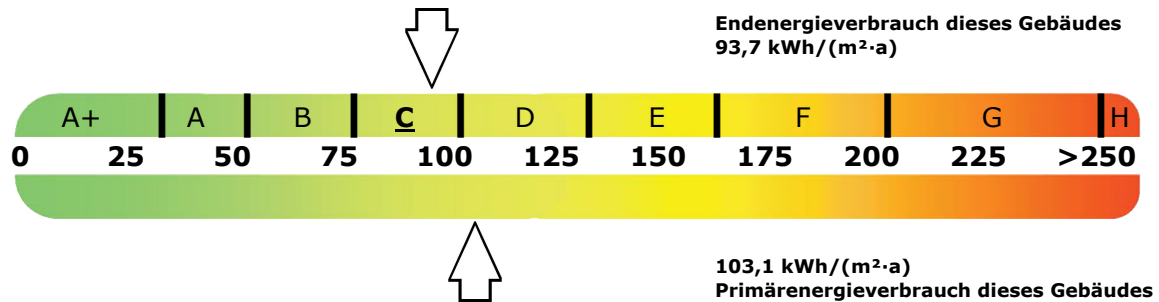 Endenergieverbrauch dieses Gebäudes
93,7 kWh/(m²·a)
A+ A B C D E F G H
0 25 50 75 100 125 150 175 200 225 >250
103,1 kWh/(m²·a)
Primärenergieverbrauch dieses Gebäudes